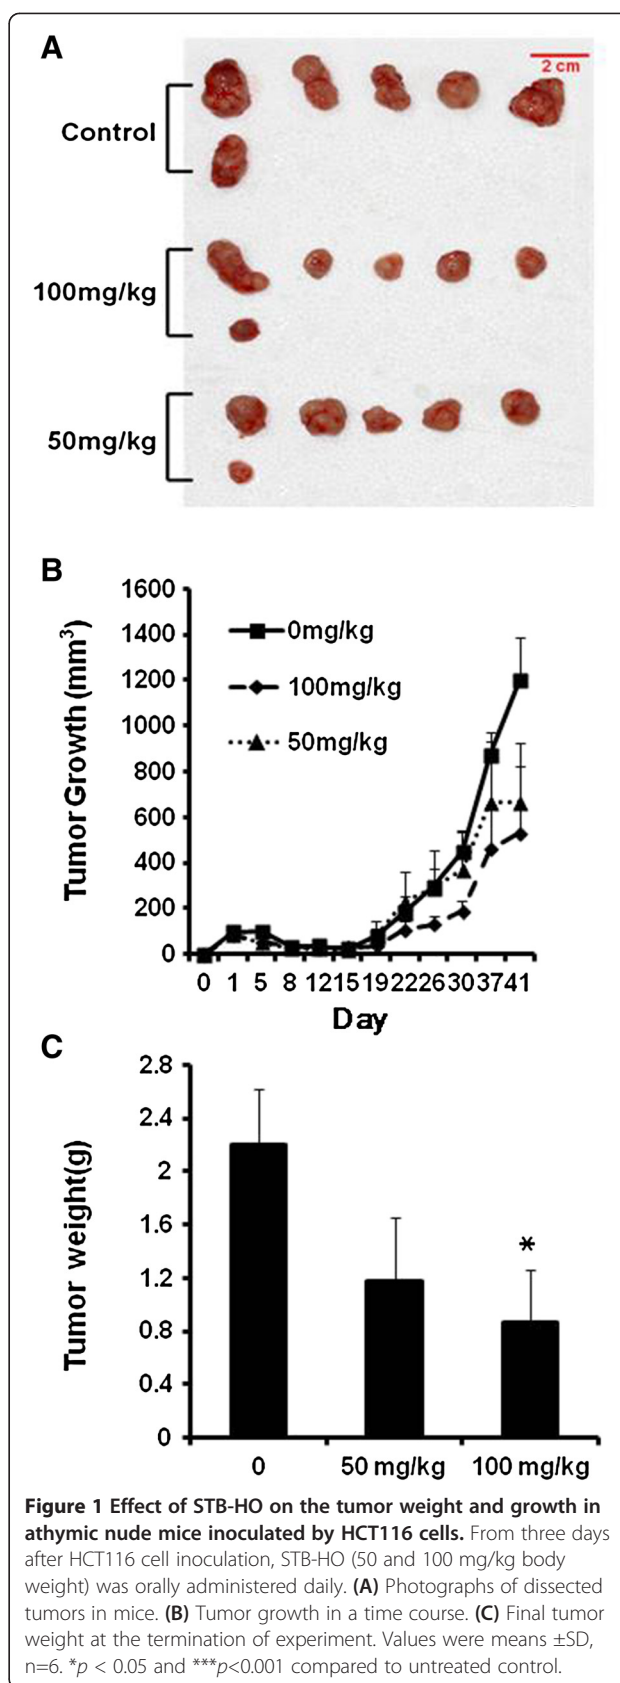 A
2 cm
Control
100mg/kg
50mg/kg
B
1600
1400
1200
1000
800
600
400
200
0
Tumor Growth (mm³)
0mg/kg
100mg/kg
50mg/kg
0 1 5 8 12 15 19 22 26 30 37 41
Day
C
2.8
2.4
2
1.6
1.2
0.8
0.4
0
Tumor weight(g)
*
0 50 mg/kg 100 mg/kg
Figure 1 Effect of STB-HO on the tumor weight and growth in
athymic nude mice inoculated by HCT116 cells. From three days
after HCT116 cell inoculation, STB-HO (50 and 100 mg/kg body
weight) was orally administered daily. (A) Photographs of dissected
tumors in mice. (B) Tumor growth in a time course. (C) Final tumor
weight at the termination of experiment. Values were means ±SD,
n=6. *p < 0.05 and ***p<0.001 compared to untreated control.